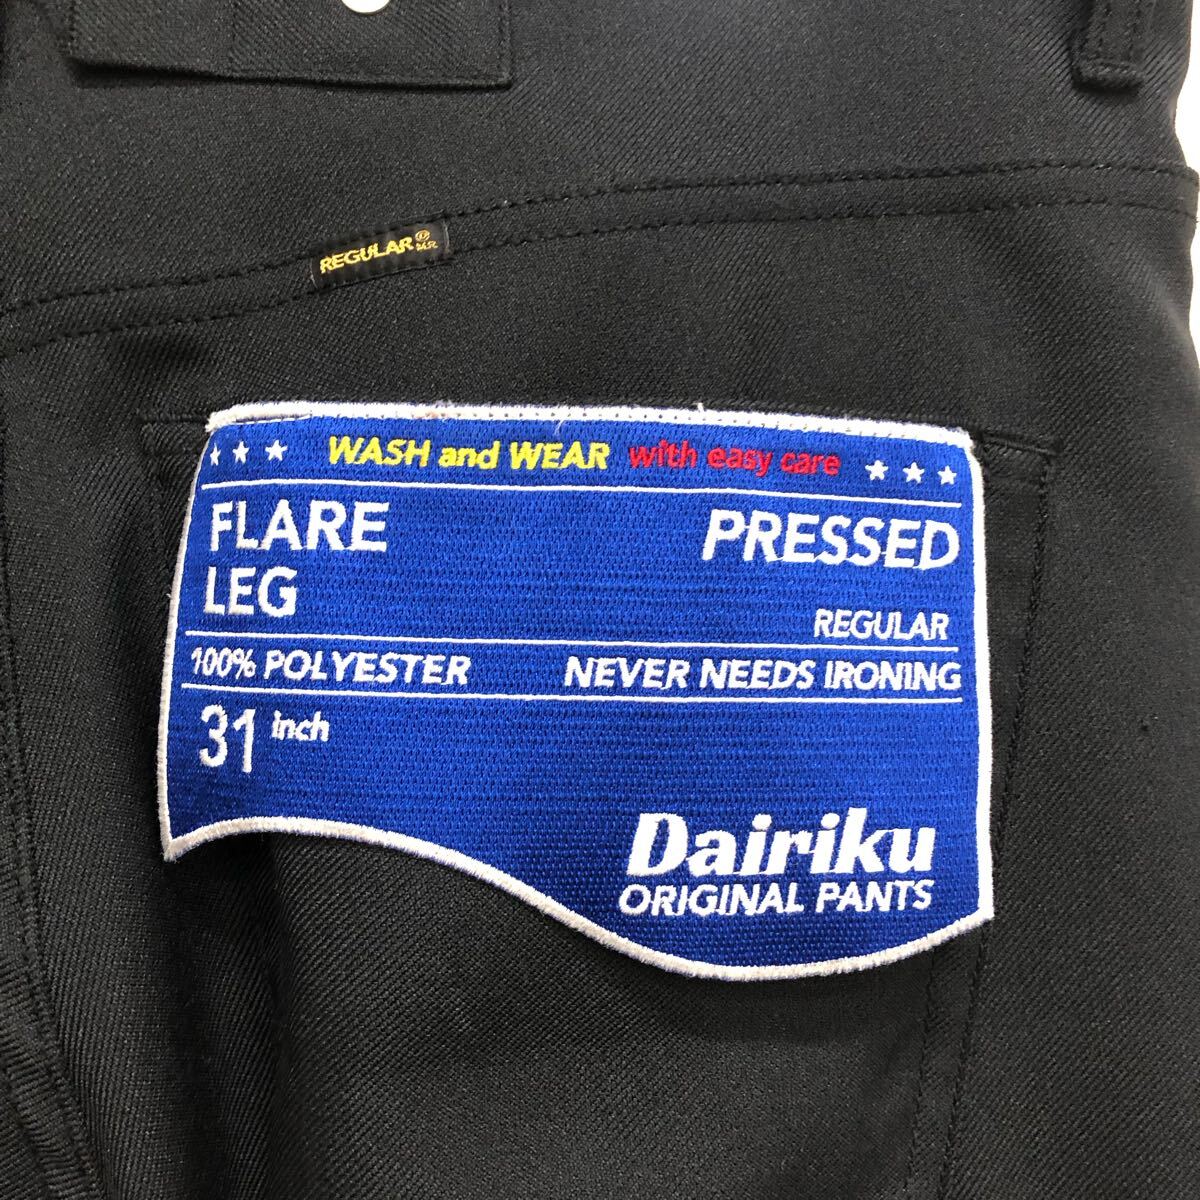 REGULAR
WASH and WEAR with easy care
FLARE
LEG
PRESSED
REGULAR
100% POLYESTER
NEVER NEEDS IRONING
31 inch
Dairiku
ORIGINAL PANTS